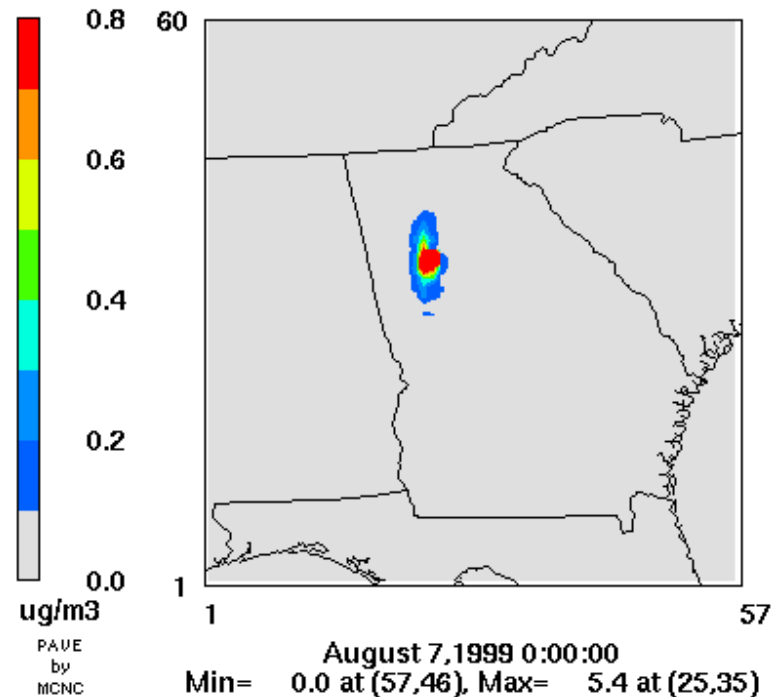 0.8
0.6
0.4
0.2
0.0
ug/m3
PAVE
by
MCNC
60
1
1
57
August 7,1999 0:00:00
Min= 0.0 at (57,46), Max= 5.4 at (25,35)